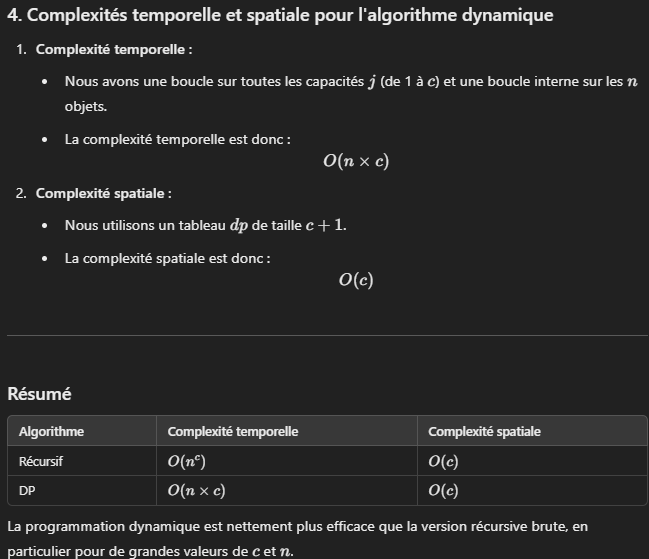 4. Complexités temporelle et spatiale pour l'algorithme dynamique
1. Complexité temporelle :
• Nous avons une boucle sur toutes les capacités j (de 1 à c) et une boucle interne sur les n
objets.
• La complexité temporelle est donc :
O(n × c)
2. Complexité spatiale :
• Nous utilisons un tableau dp de taille c + 1.
• La complexité spatiale est donc :
O(c)
Résumé
Algorithme Complexité temporelle Complexité spatiale
Récursif O(nᶜ) O(c)
DP O(n × c) O(c)
La programmation dynamique est nettement plus efficace que la version récursive brute, en
particulier pour de grandes valeurs de c et n.